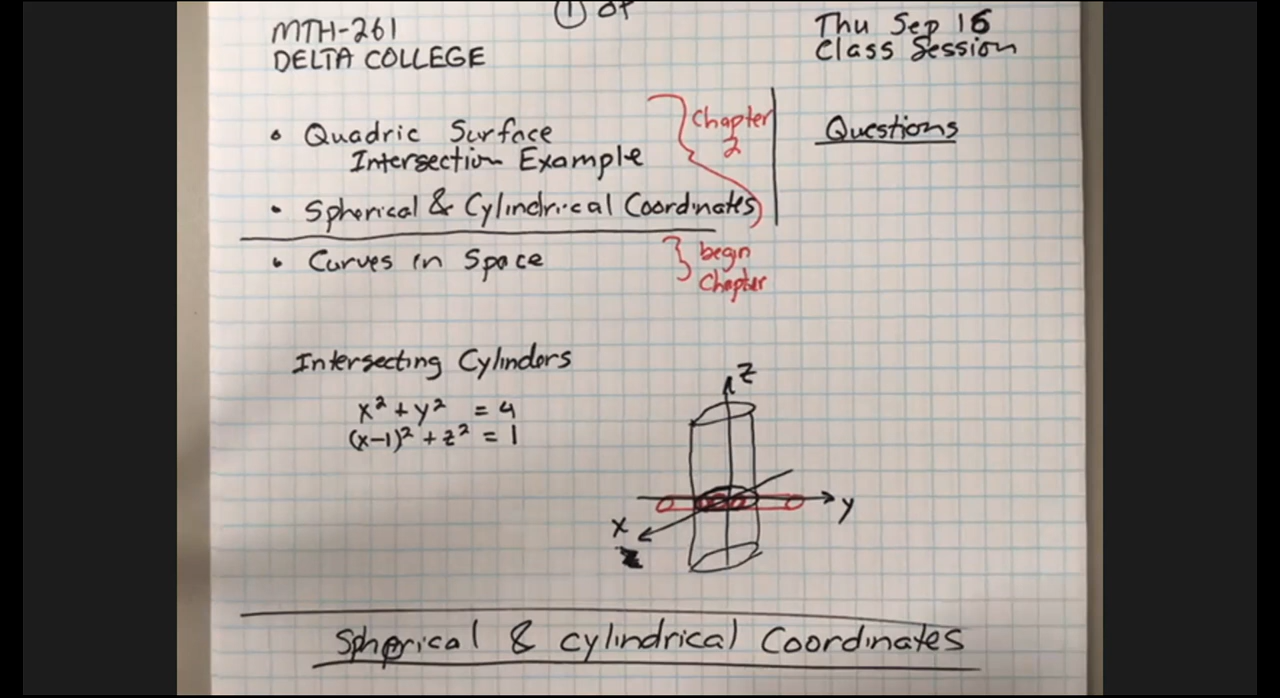 ① of
MTH-261
DELTA COLLEGE
Thu Sep 16
Class Session
• Quadric Surface
Intersection Example
• Spherical & Cylindrical Coordinates
Chapter
2
Questions
• Curves in Space
begin
Chapter
Intersecting Cylinders
x² + y² = 4
(x-1)² + z² = 1
z
y
x
Spherical & Cylindrical Coordinates